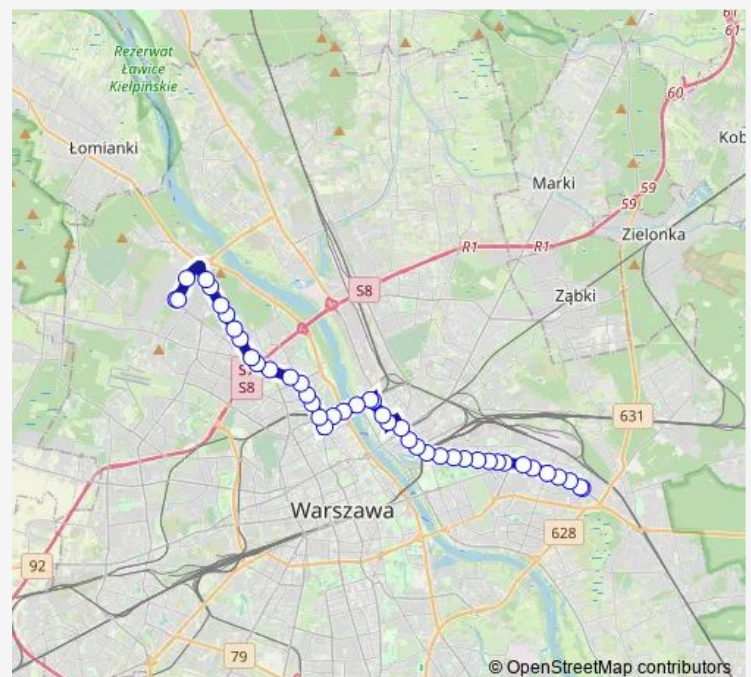 Rezerwat
Ławice
Kiełpińskie
Łomianki
61
61
60
Kob
Marki
59
59
R1
R1
Zielonka
S8
Ząbki
S8
631
Warszawa
628
92
79
© OpenStreetMap contributors